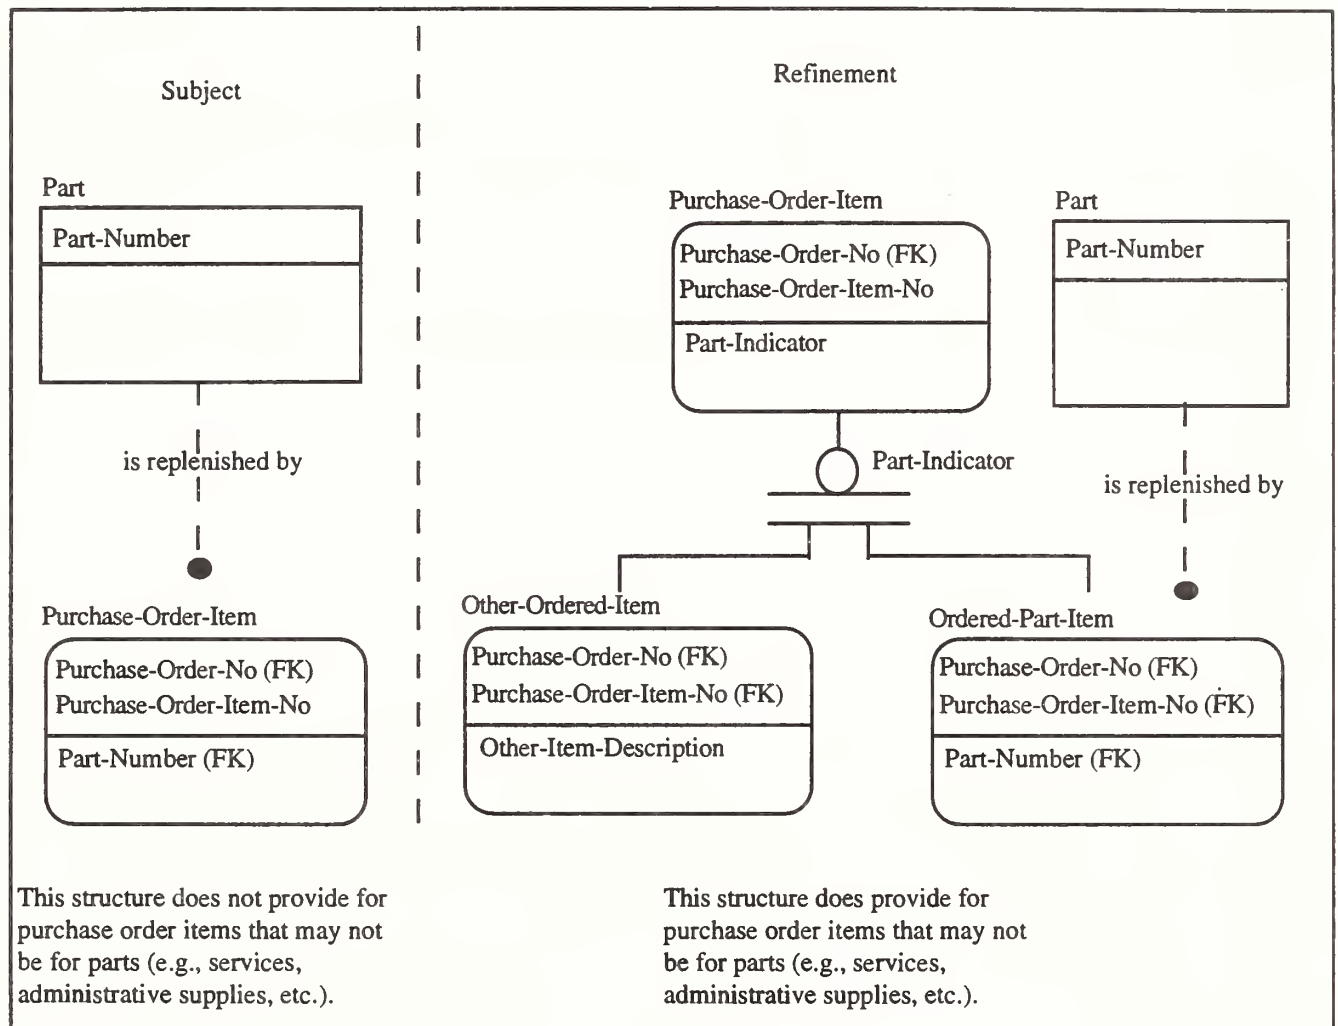 Subject
Part
Part-Number
is replenished by
Purchase-Order-Item
Purchase-Order-No (FK)
Purchase-Order-Item-No
Part-Number (FK)
This structure does not provide for
purchase order items that may not
be for parts (e.g., services,
administrative supplies, etc.).
Refinement
Purchase-Order-Item
Purchase-Order-No (FK)
Purchase-Order-Item-No
Part-Indicator
Part
Part-Number
Part-Indicator
is replenished by
Other-Ordered-Item
Purchase-Order-No (FK)
Purchase-Order-Item-No (FK)
Other-Item-Description
Ordered-Part-Item
Purchase-Order-No (FK)
Purchase-Order-Item-No (FK)
Part-Number (FK)
This structure does provide for
purchase order items that may not
be for parts (e.g., services,
administrative supplies, etc.).